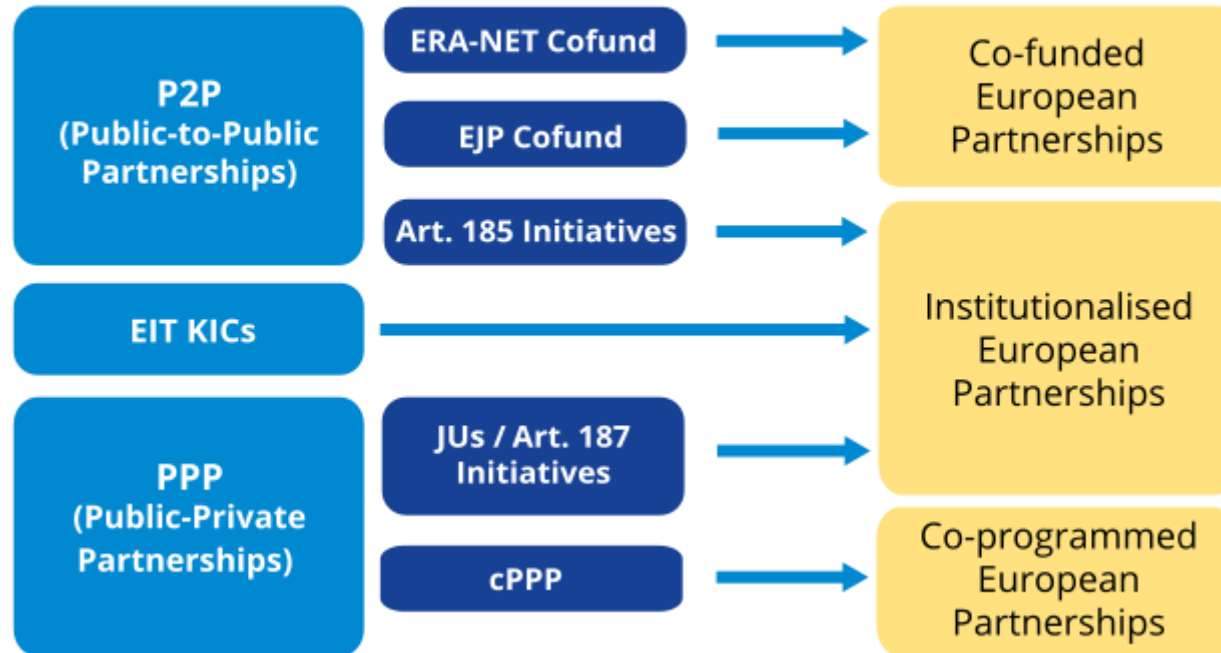 P2P
(Public-to-Public
Partnerships)
ERA-NET Cofund
EJP Cofund
Art. 185 Initiatives
Co-funded
European
Partnerships
EIT KICs
Institutionalised
European
Partnerships
PPP
(Public-Private
Partnerships)
JUs / Art. 187
Initiatives
cPPP
Co-programmed
European
Partnerships